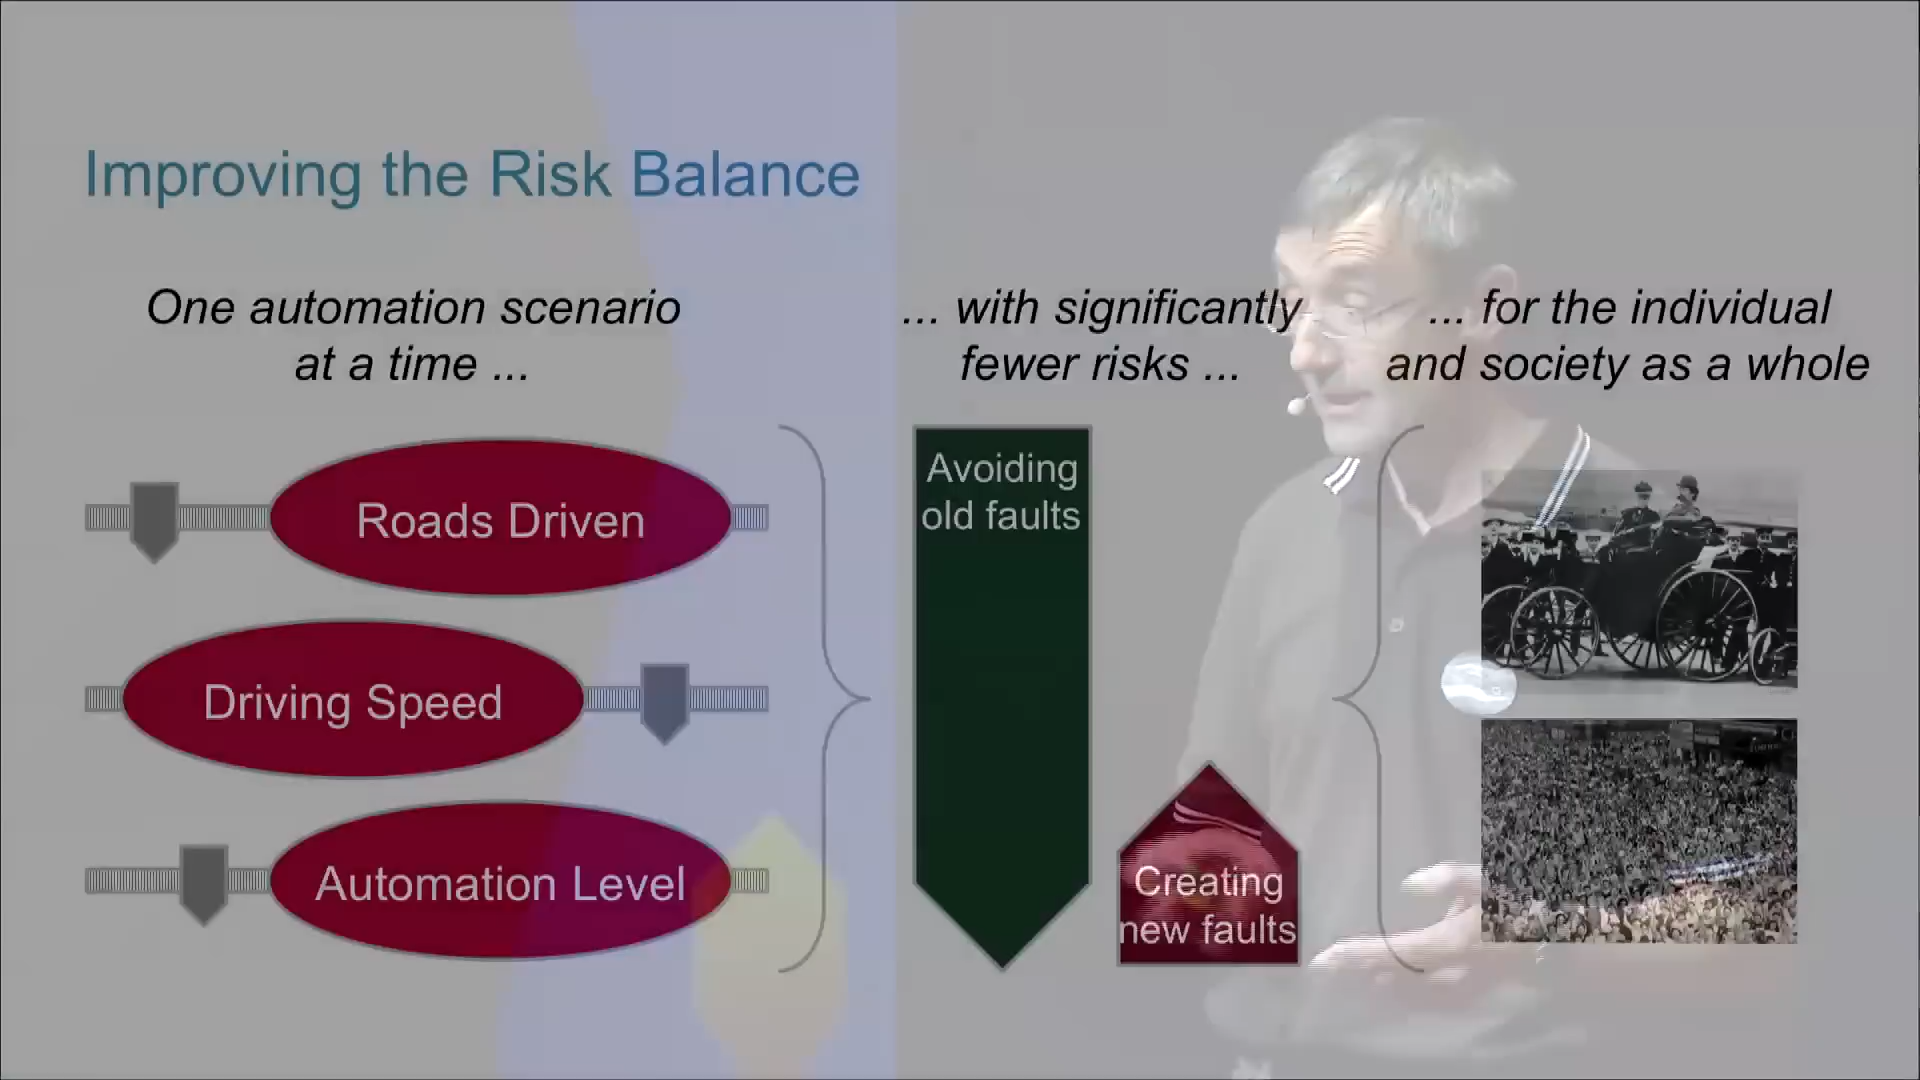 Improving the Risk Balance
One automation scenario
at a time ...
... with significantly
fewer risks ...
... for the individual
and society as a whole
Roads Driven
Driving Speed
Automation Level
Avoiding
old faults
Creating
new faults